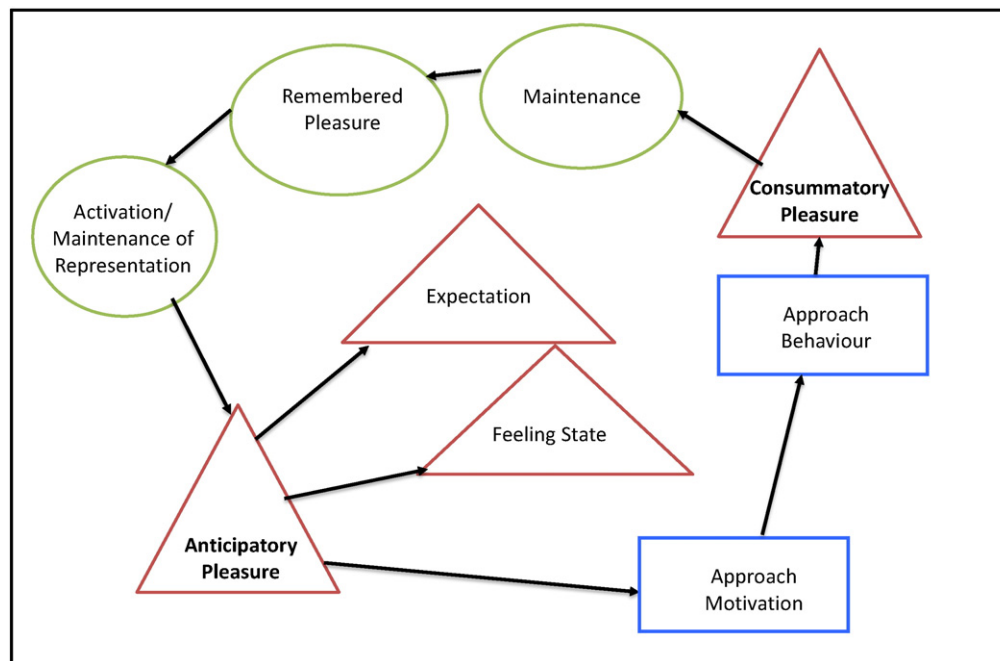 Remembered
Pleasure
Maintenance
Consummatory
Pleasure
Activation/
Maintenance of
Representation
Expectation
Approach
Behaviour
Feeling State
Anticipatory
Pleasure
Approach
Motivation